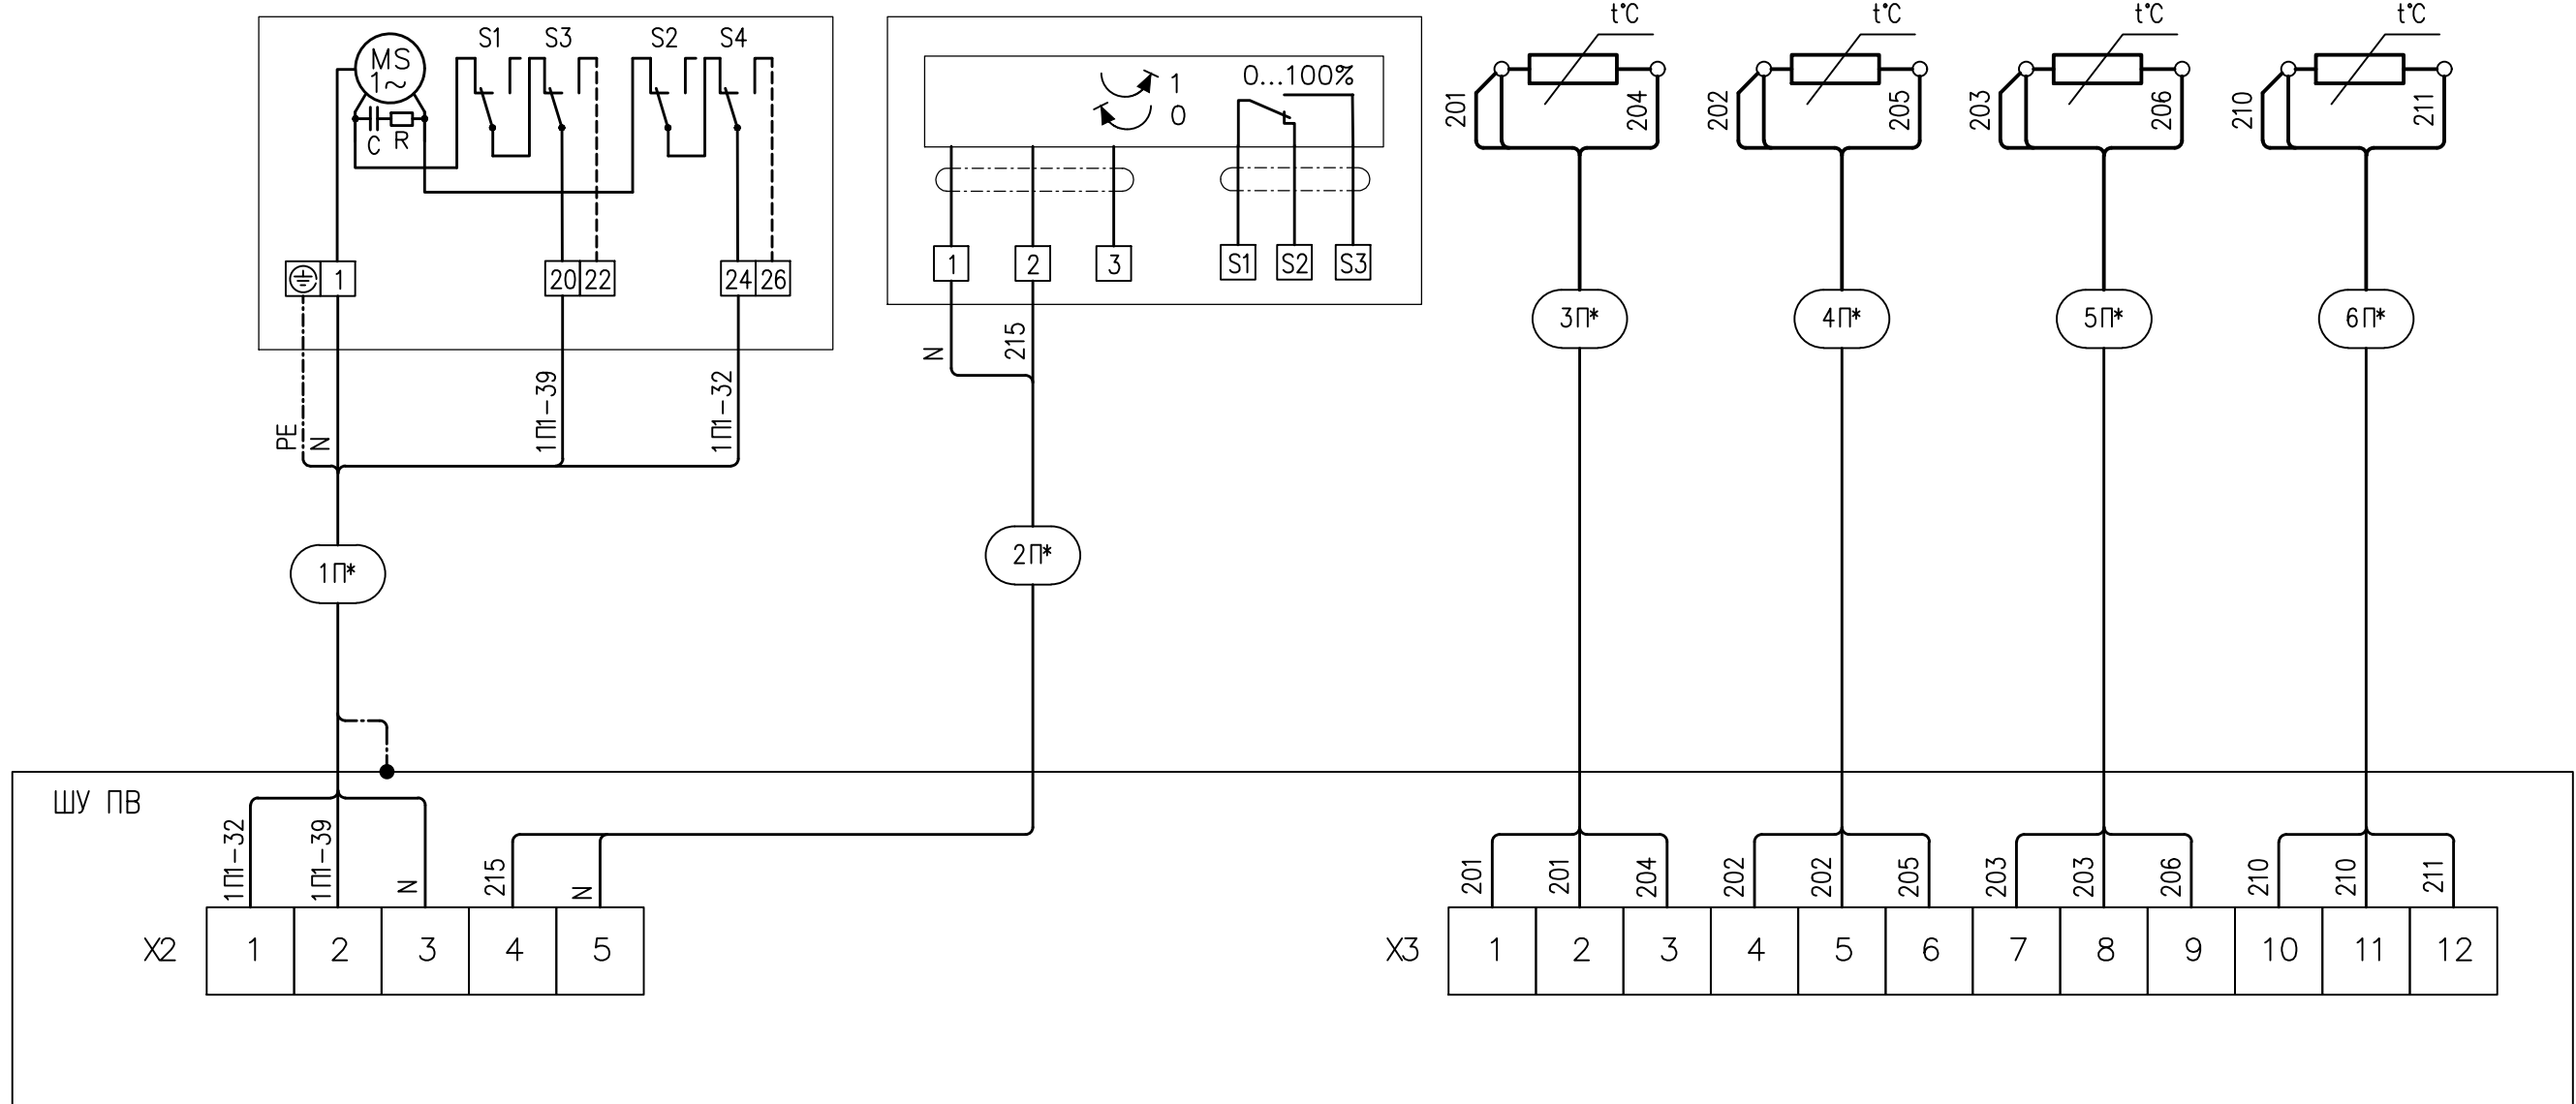 t°C t°C t°C t°C
S1 S3 S2 S4
MS
1~
C R
0...100%
1
0
201 204 202 205 203 206 210 211
1 20 22 24 26
1 2 3 S1 S2 S3
3П* 4П* 5П* 6П*
N 215
PE N 1П1-39 1П1-32
1П* 2П*
ШУ ПВ
1П1-32 1П1-39 N 215 N
201 201 204 202 202 205 203 203 206 210 210 211
X2 1 2 3 4 5
X3 1 2 3 4 5 6 7 8 9 10 11 12